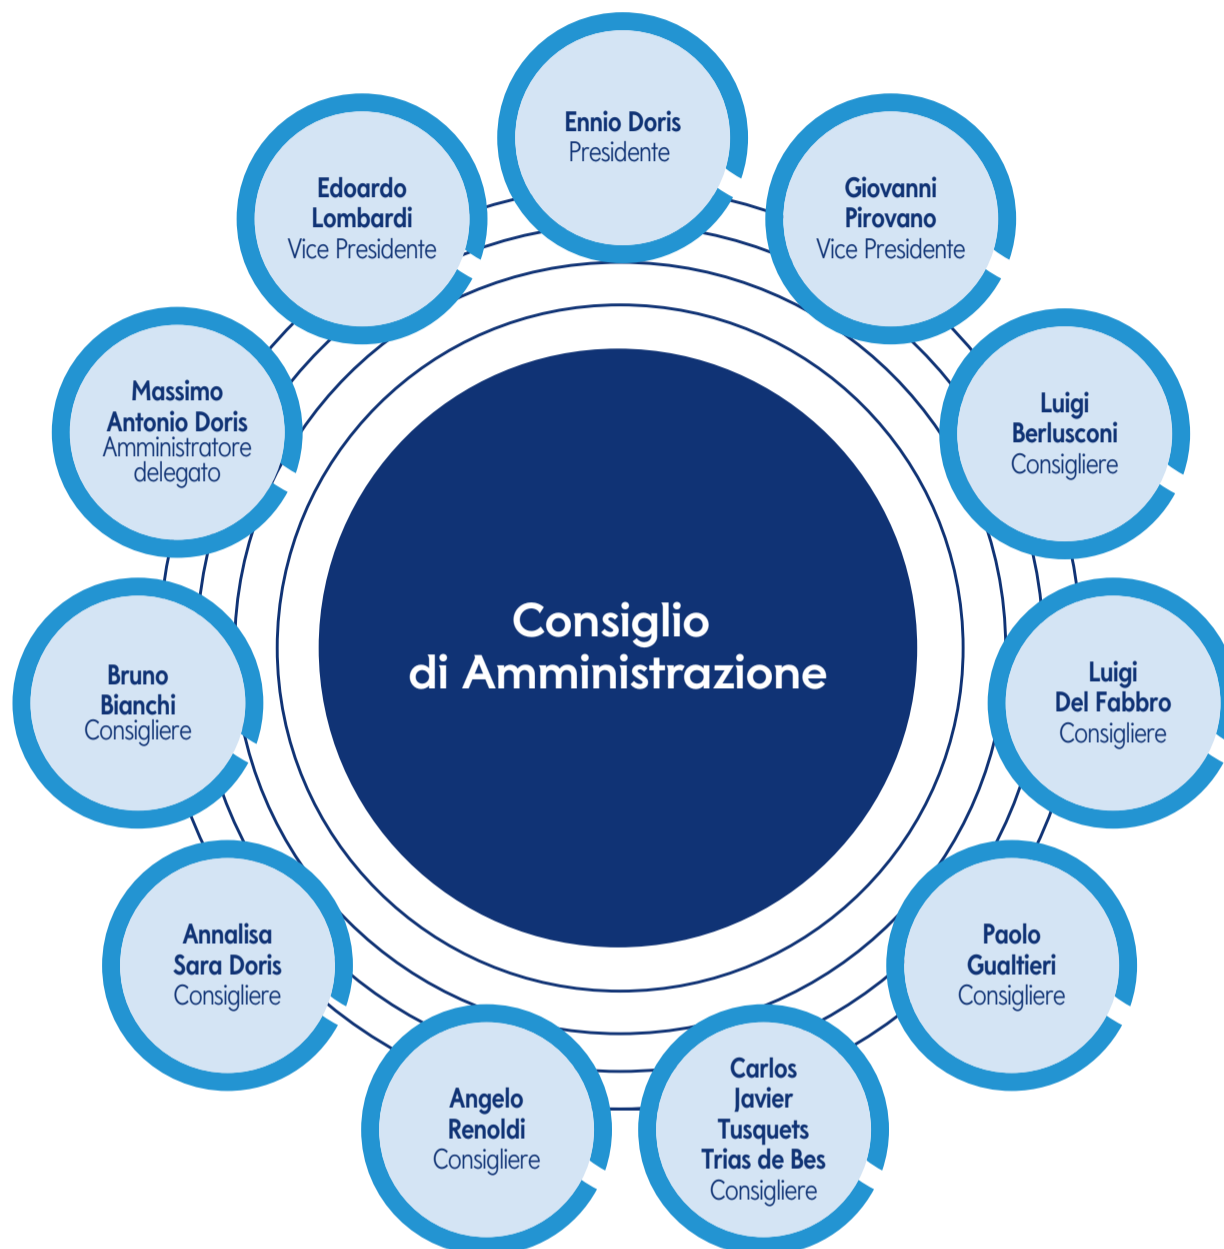 Ennio Doris
Presidente
Giovanni
Pirovano
Vice Presidente
Luigi
Berlusconi
Consigliere
Luigi
Del Fabbro
Consigliere
Paolo
Gualtieri
Consigliere
Carlos
Javier
Tusquets
Trias de Bes
Consigliere
Angelo
Renoldi
Consigliere
Annalisa
Sara Doris
Consigliere
Bruno
Bianchi
Consigliere
Massimo
Antonio Doris
Amministratore
delegato
Edoardo
Lombardi
Vice Presidente
Consiglio
di Amministrazione